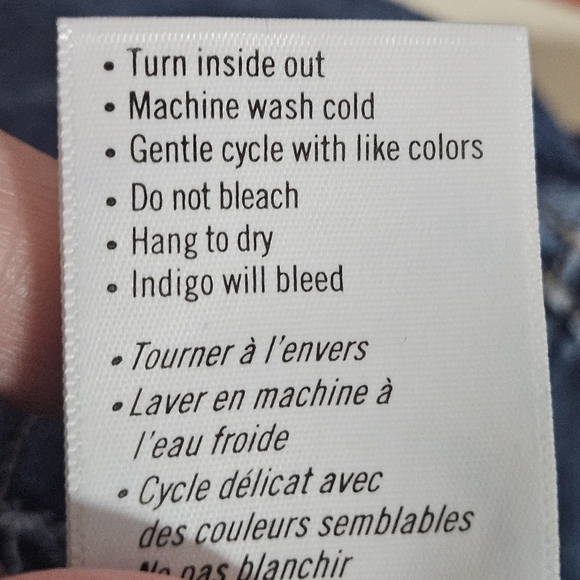 • Turn inside out
• Machine wash cold
• Gentle cycle with like colors
• Do not bleach
• Hang to dry
• Indigo will bleed
• Tourner à l'envers
• Laver en machine à
l'eau froide
• Cycle délicat avec
des couleurs semblables
Ne pas blanchir